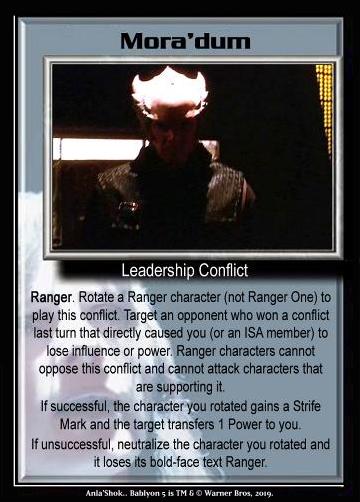 Mora'dum
Leadership Conflict
Ranger. Rotate a Ranger character (not Ranger One) to
play this conflict. Target an opponent who won a conflict
last turn that directly caused you (or an ISA member) to
lose influence or power. Ranger characters cannot
oppose this conflict and cannot attack characters that
are supporting it.
If successful, the character you rotated gains a Strife
Mark and the target transfers 1 Power to you.
If unsuccessful, neutralize the character you rotated and
it loses its bold-face text Ranger.
Anla'Shok.. Bablyon 5 is TM & © Warner Bros, 2019.